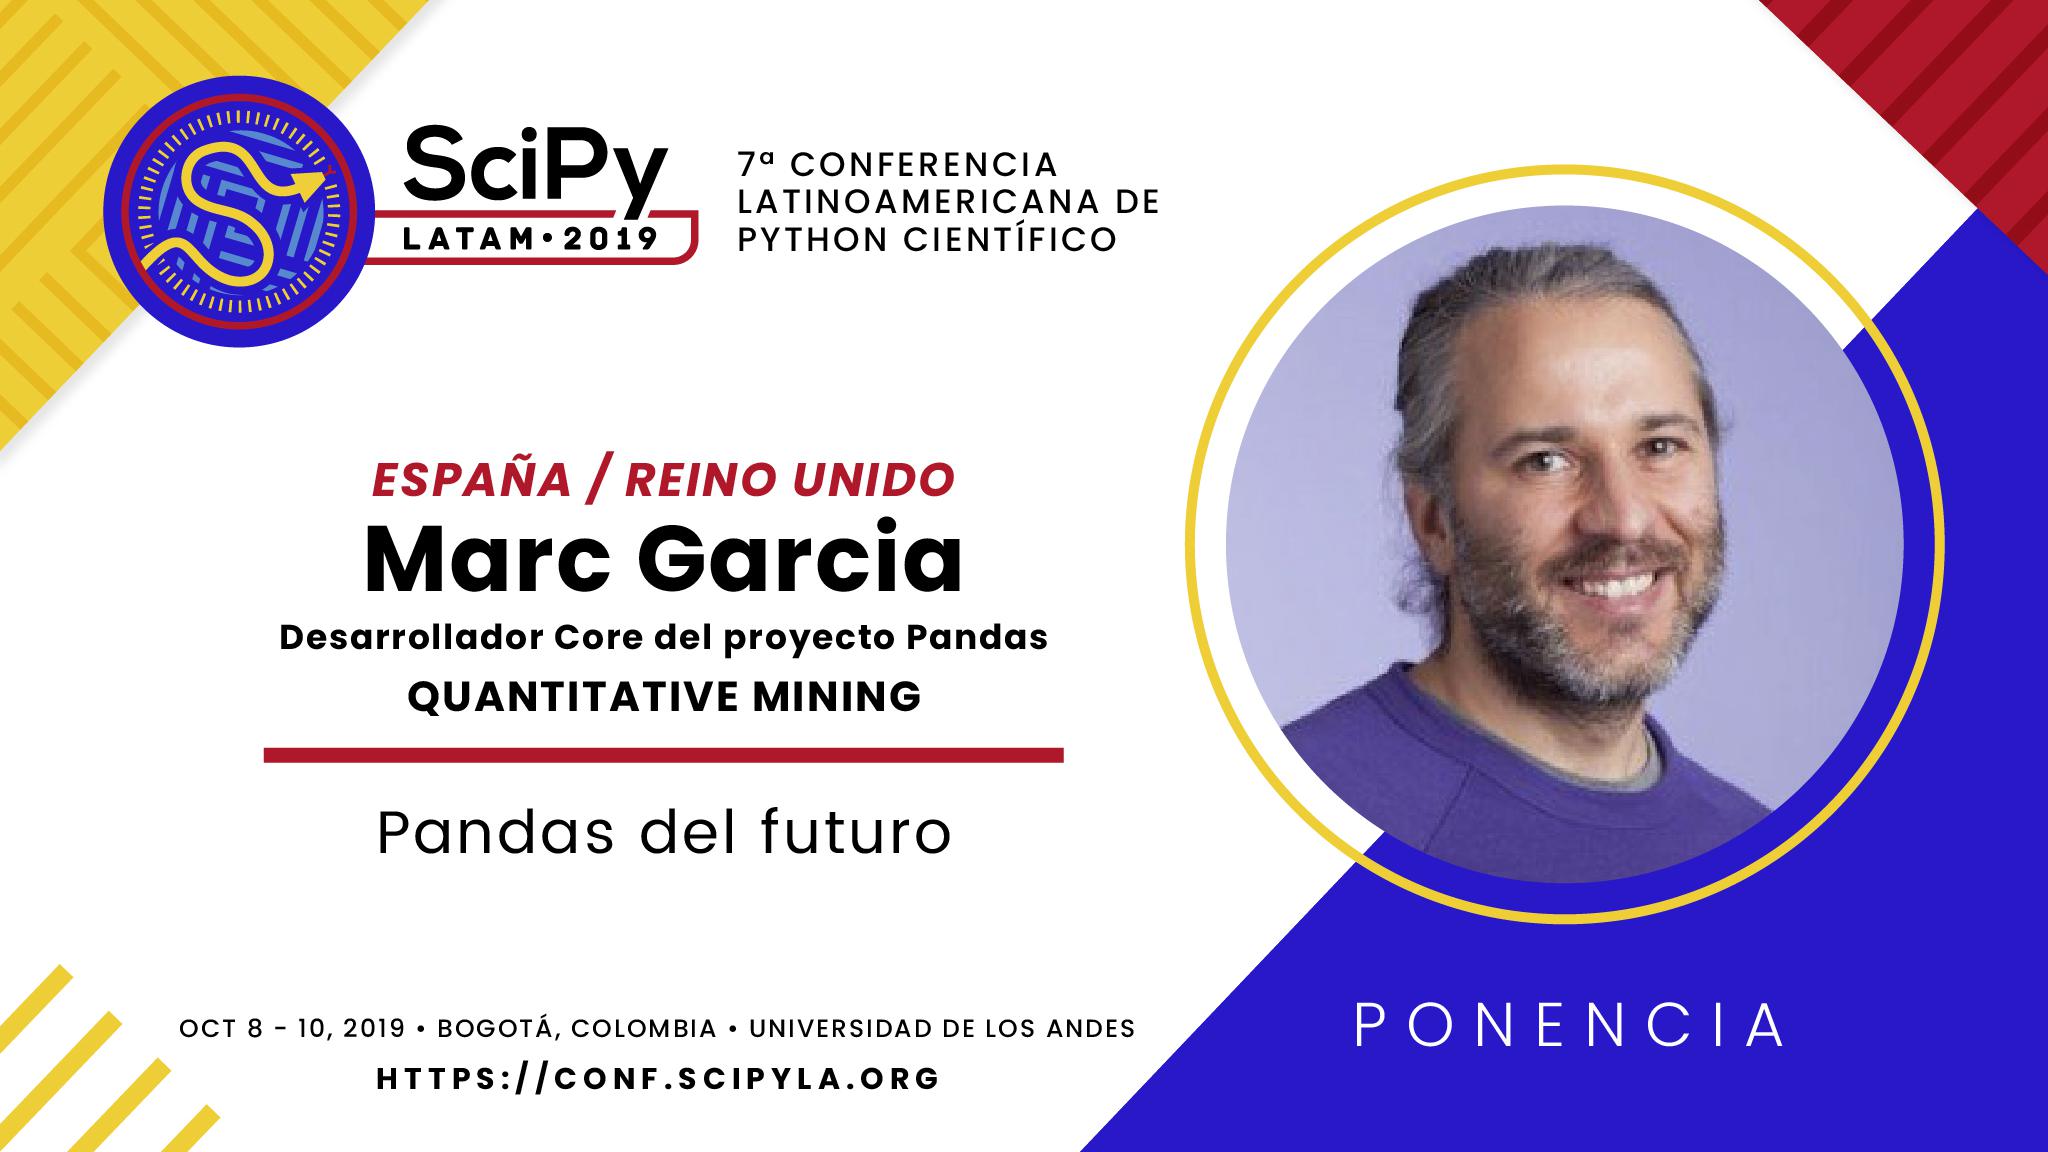 SciPy
LATAM•2019
7ª CONFERENCIA
LATINOAMERICANA DE
PYTHON CIENTÍFICO
ESPAÑA / REINO UNIDO
Marc Garcia
Desarrollador Core del proyecto Pandas
QUANTITATIVE MINING
Pandas del futuro
OCT 8 - 10, 2019 • BOGOTÁ, COLOMBIA • UNIVERSIDAD DE LOS ANDES
HTTPS://CONF.SCIPYLA.ORG
PONENCIA